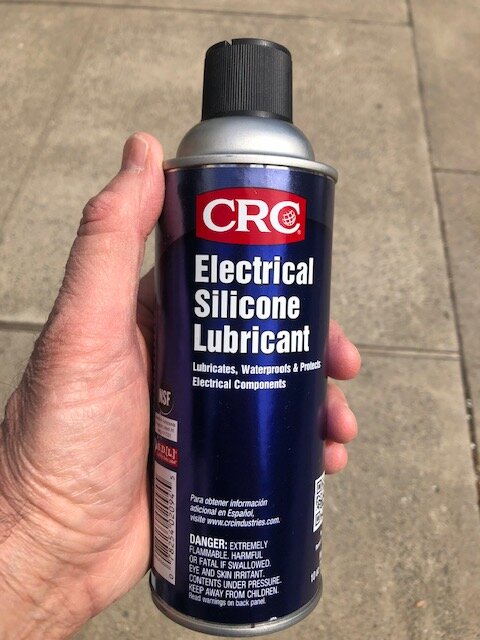 CRC
Electrical
Silicone
Lubricant
Lubricates, Waterproofs & Protects
Electrical Components
NSF
Para obtener información
adicional en Español,
visite www.crcindustries.com.
DANGER: EXTREMELY
FLAMMABLE. HARMFUL
OR FATAL IF SWALLOWED.
EYE AND SKIN IRRITANT.
CONTENTS UNDER PRESSURE.
KEEP AWAY FROM CHILDREN.
Read warnings on back panel.